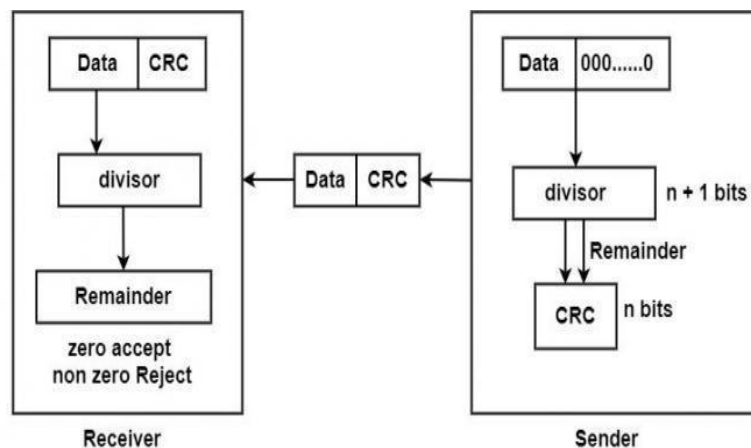 Data CRC
divisor
Remainder
zero accept
non zero Reject
Receiver
Data CRC
Data 000......0
divisor n + 1 bits
Remainder
CRC n bits
Sender